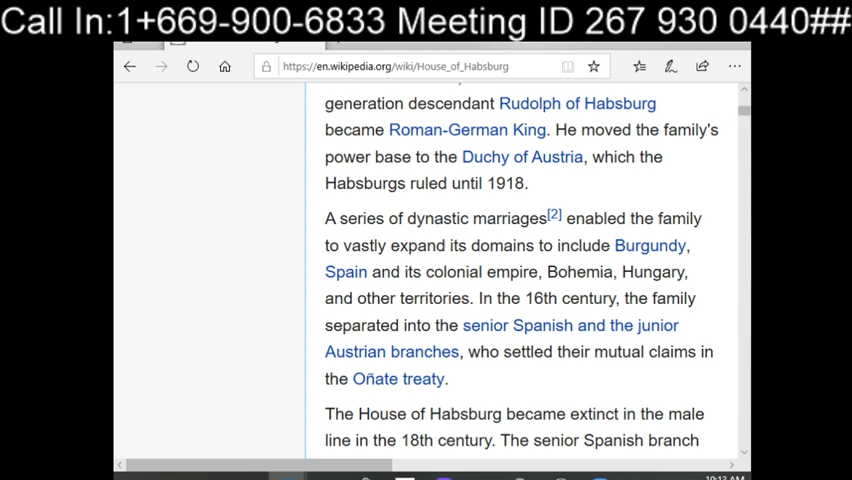 Call In:1+669-900-6833 Meeting ID 267 930 0440##
https://en.wikipedia.org/wiki/House_of_Habsburg
generation descendant Rudolph of Habsburg
became Roman-German King. He moved the family's
power base to the Duchy of Austria, which the
Habsburgs ruled until 1918.
A series of dynastic marriages[2] enabled the family
to vastly expand its domains to include Burgundy,
Spain and its colonial empire, Bohemia, Hungary,
and other territories. In the 16th century, the family
separated into the senior Spanish and the junior
Austrian branches, who settled their mutual claims in
the Oñate treaty.
The House of Habsburg became extinct in the male
line in the 18th century. The senior Spanish branch
10:13 AM